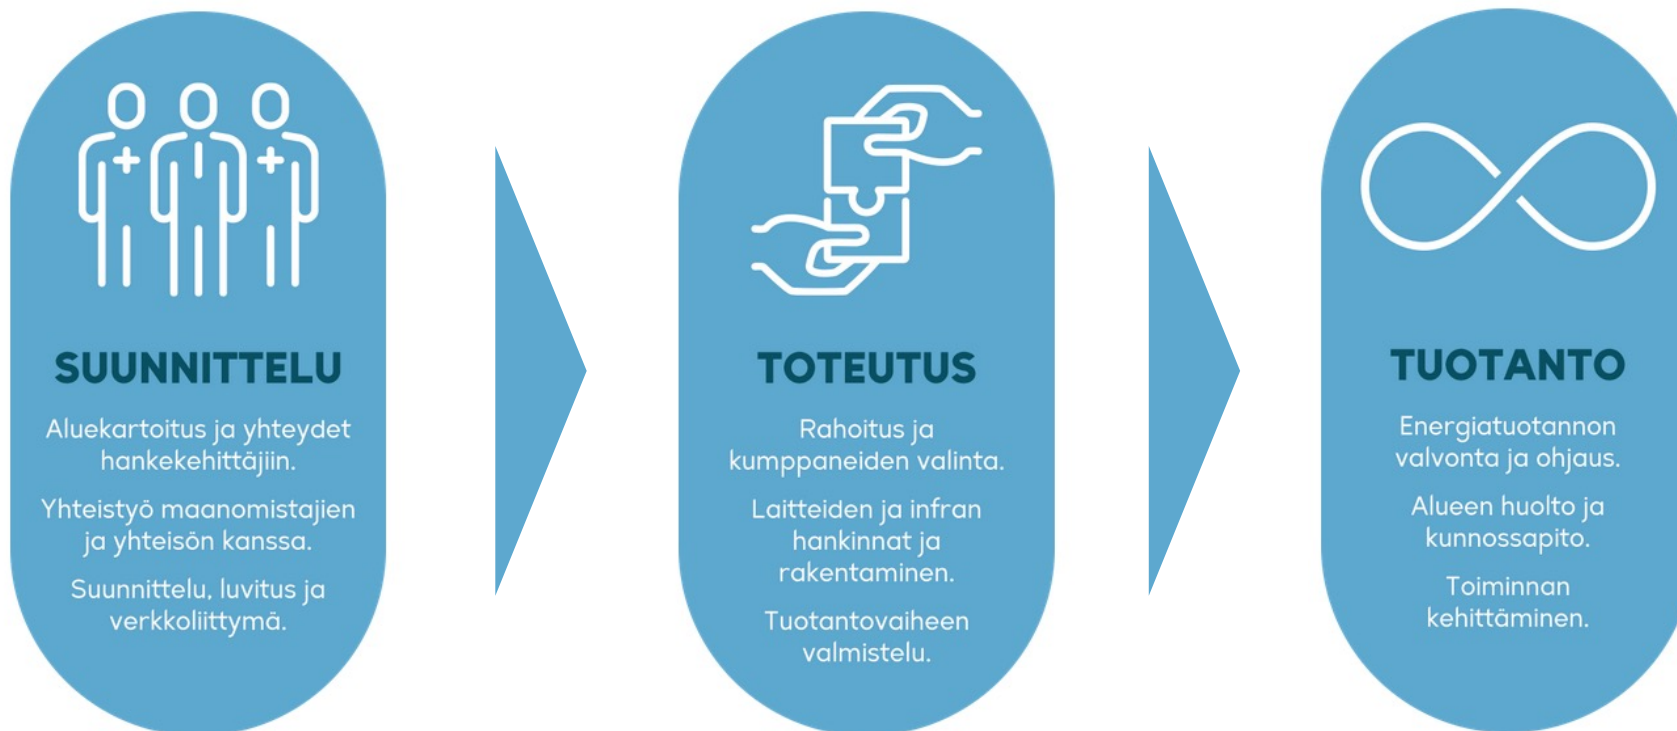 SUUNNITTELU
Aluekartoitus ja yhteydet
hankekehittäjiin.
Yhteistyö maanomistajien
ja yhteisön kanssa.
Suunnittelu, luvitus ja
verkkoliittymä.
TOTEUTUS
Rahoitus ja
kumppaneiden valinta.
Laitteiden ja infran
hankinnat ja
rakentaminen.
Tuotantovaiheen
valmistelu.
TUOTANTO
Energiatuotannon
valvonta ja ohjaus.
Alueen huolto ja
kunnossapito.
Toiminnan
kehittäminen.